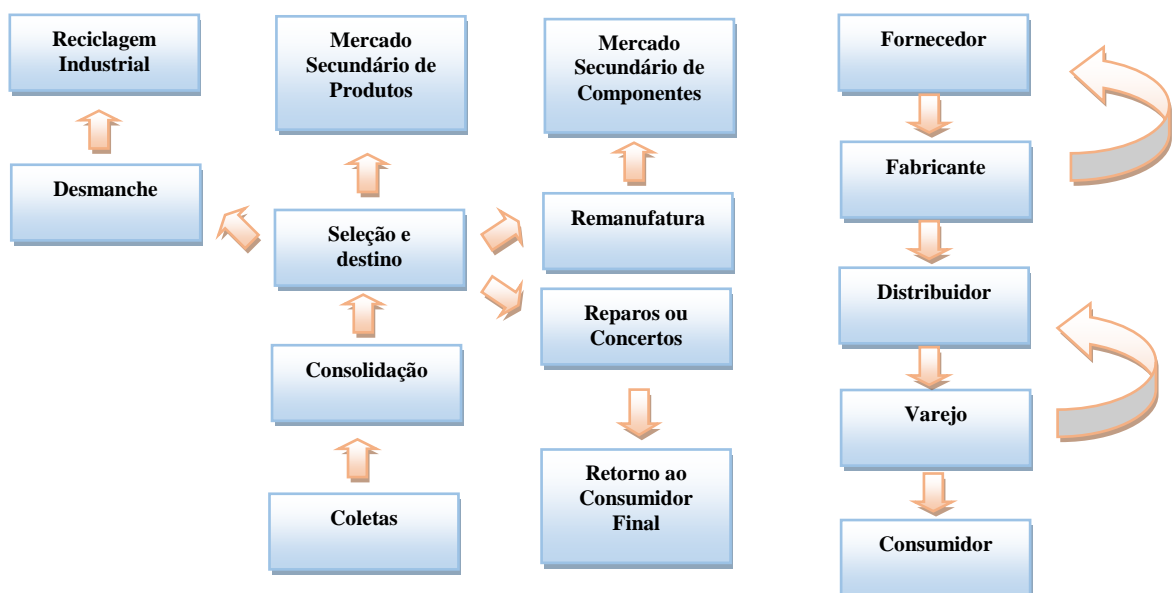 Reciclagem
Industrial
Mercado
Secundário de
Produtos
Mercado
Secundário de
Componentes
Desmanche
Seleção e
destino
Remanufatura
Reparos ou
Concertos
Consolidação
Retorno ao
Consumidor
Final
Coletas
Fornecedor
Fabricante
Distribuidor
Varejo
Consumidor